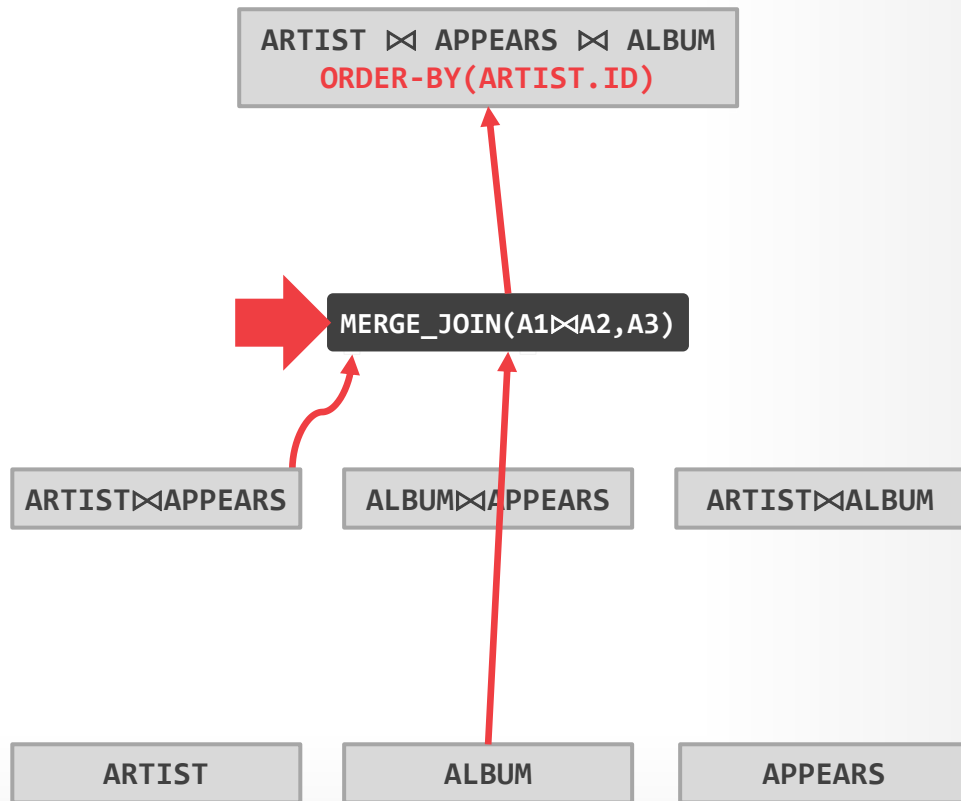 ARTIST ⋈ APPEARS ⋈ ALBUM
ORDER-BY(ARTIST.ID)
MERGE_JOIN(A1⋈A2,A3)
ARTIST⋈APPEARS
ALBUM⋈APPEARS
ARTIST⋈ALBUM
ARTIST
ALBUM
APPEARS